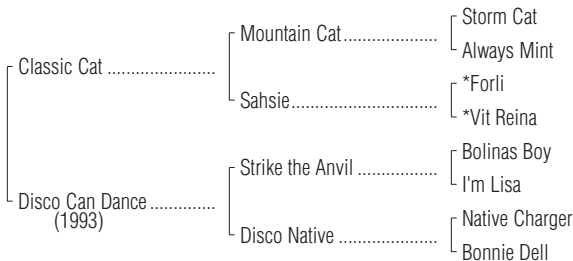 Storm Cat
Mountain Cat....................
Always Mint
Classic Cat .......................
*Forli
Sahsie...............................
*Vit Reina
Bolinas Boy
Strike the Anvil .................
I'm Lisa
Disco Can Dance..............
(1993)
Native Charger
Disco Native .....................
Bonnie Dell